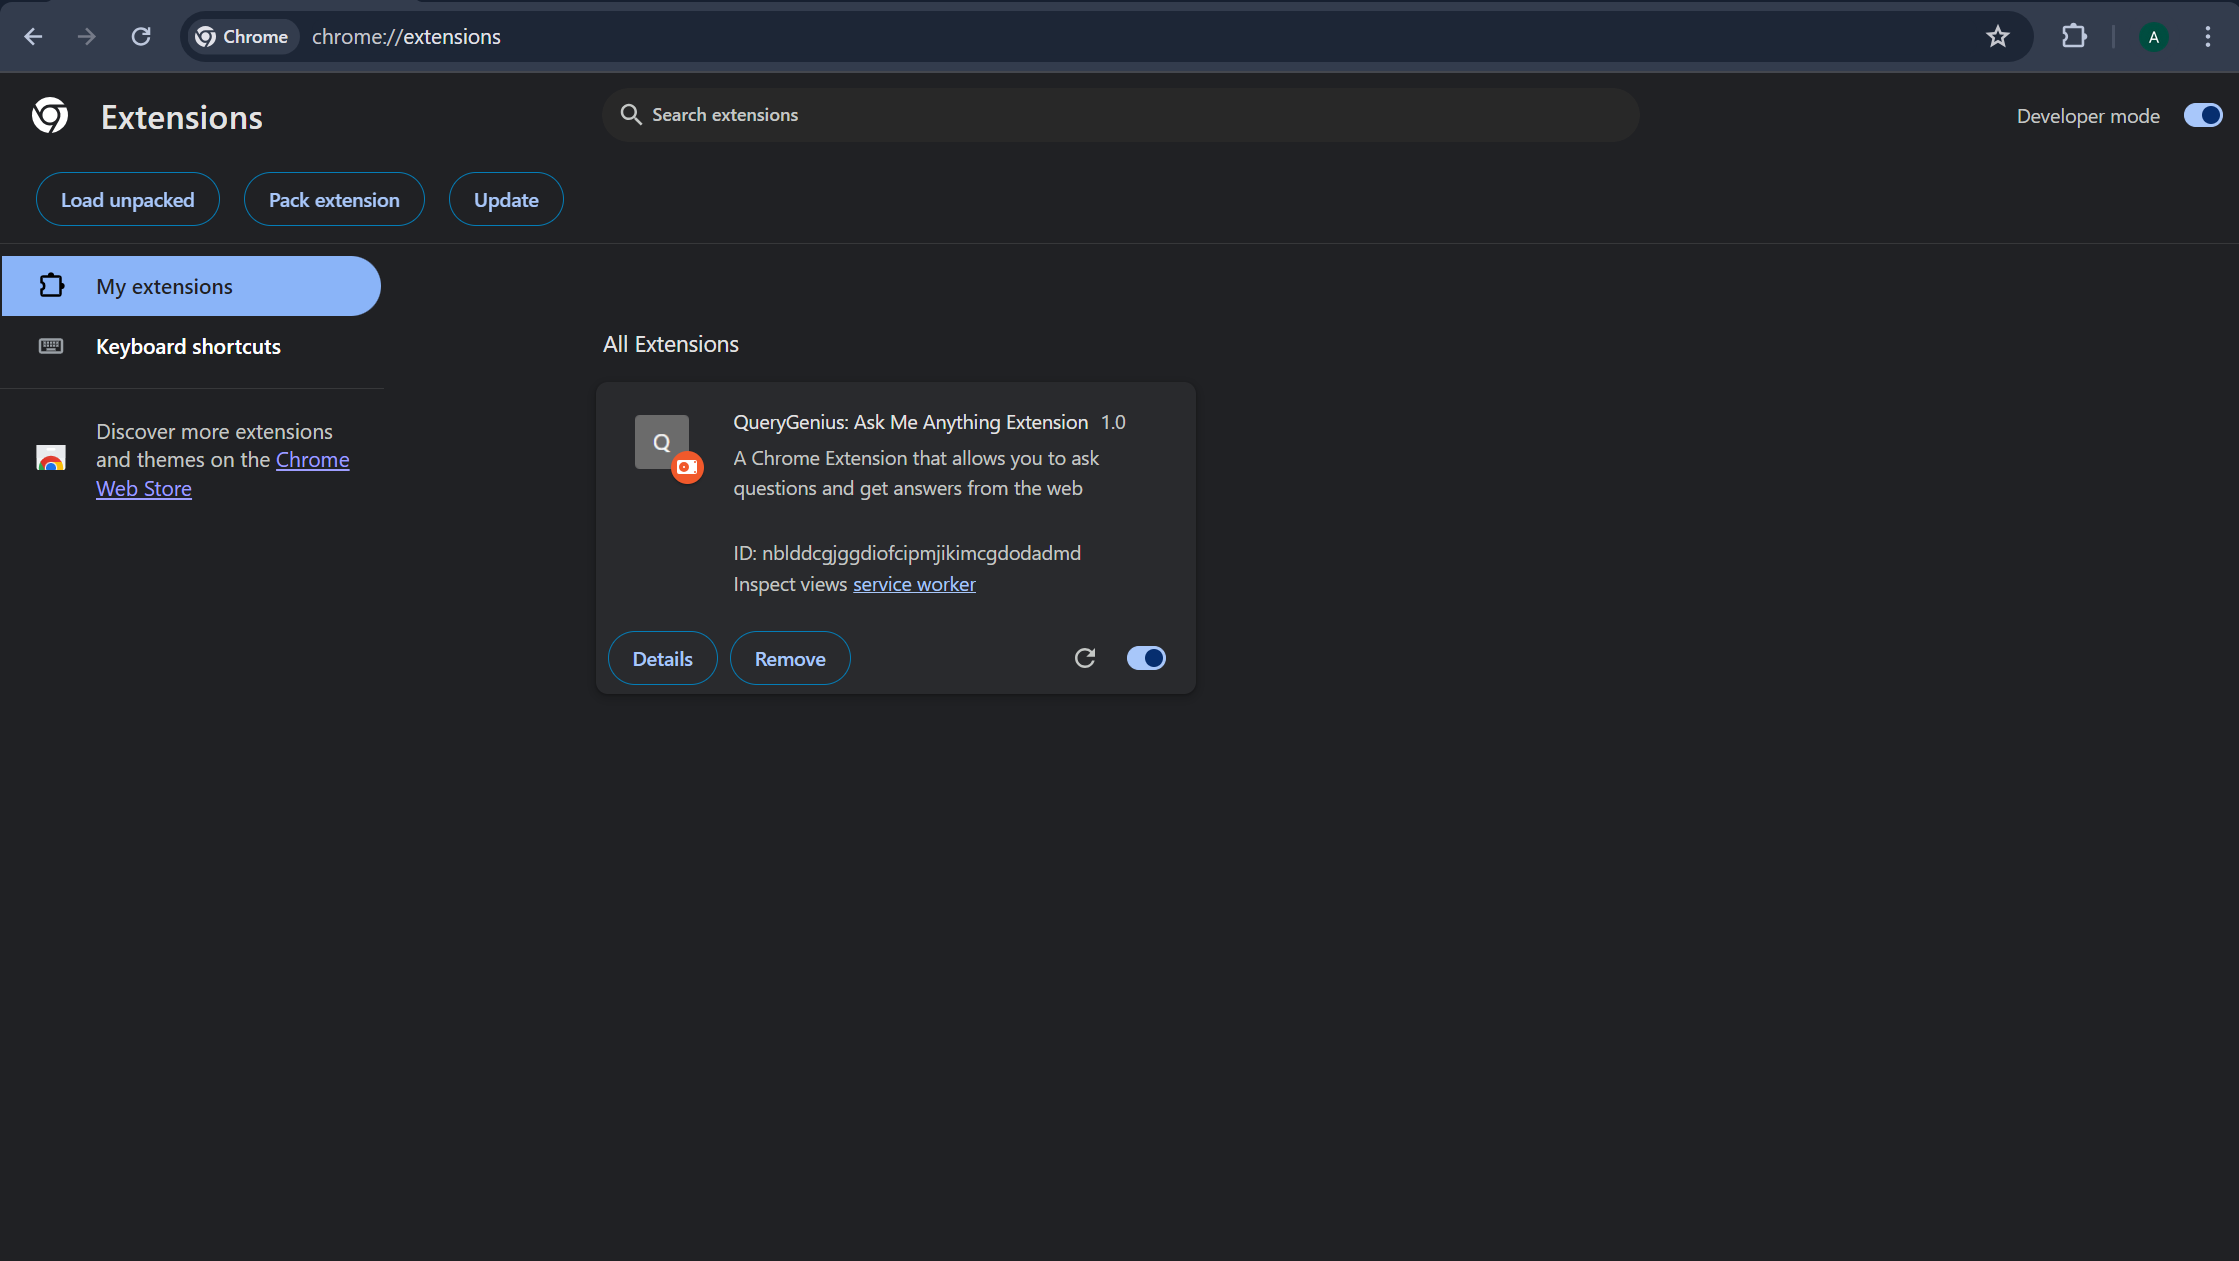 Chrome
chrome://extensions
A
Extensions
Search extensions
Developer mode
Load unpacked
Pack extension
Update
My extensions
Keyboard shortcuts
Discover more extensions
and themes on the Chrome
Web Store
All Extensions
Q
QueryGenius: Ask Me Anything Extension 1.0
A Chrome Extension that allows you to ask
questions and get answers from the web
ID: nblddcgjggdiofcipmjikimcgdodadmd
Inspect views service worker
Details
Remove